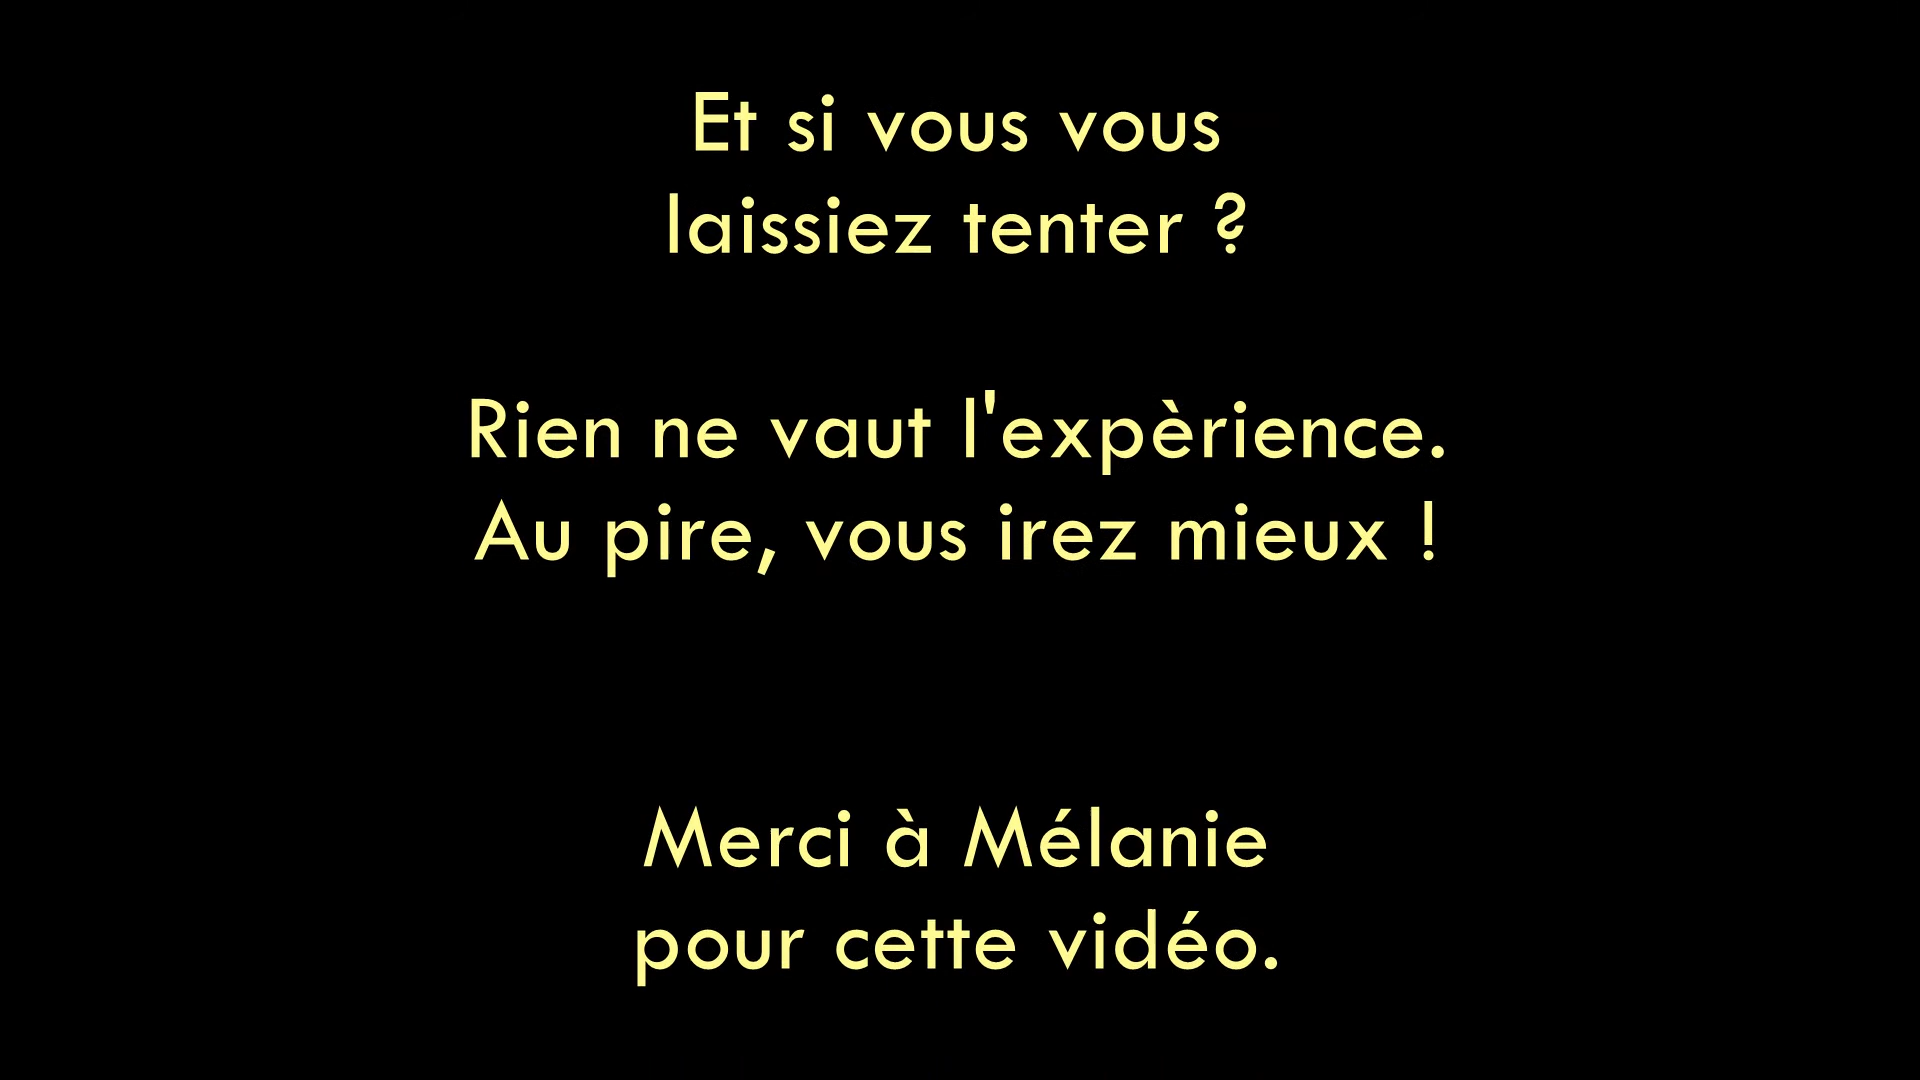 Et si vous vous
laissiez tenter ?
Rien ne vaut l'expèrience.
Au pire, vous irez mieux !
Merci à Mélanie
pour cette vidéo.